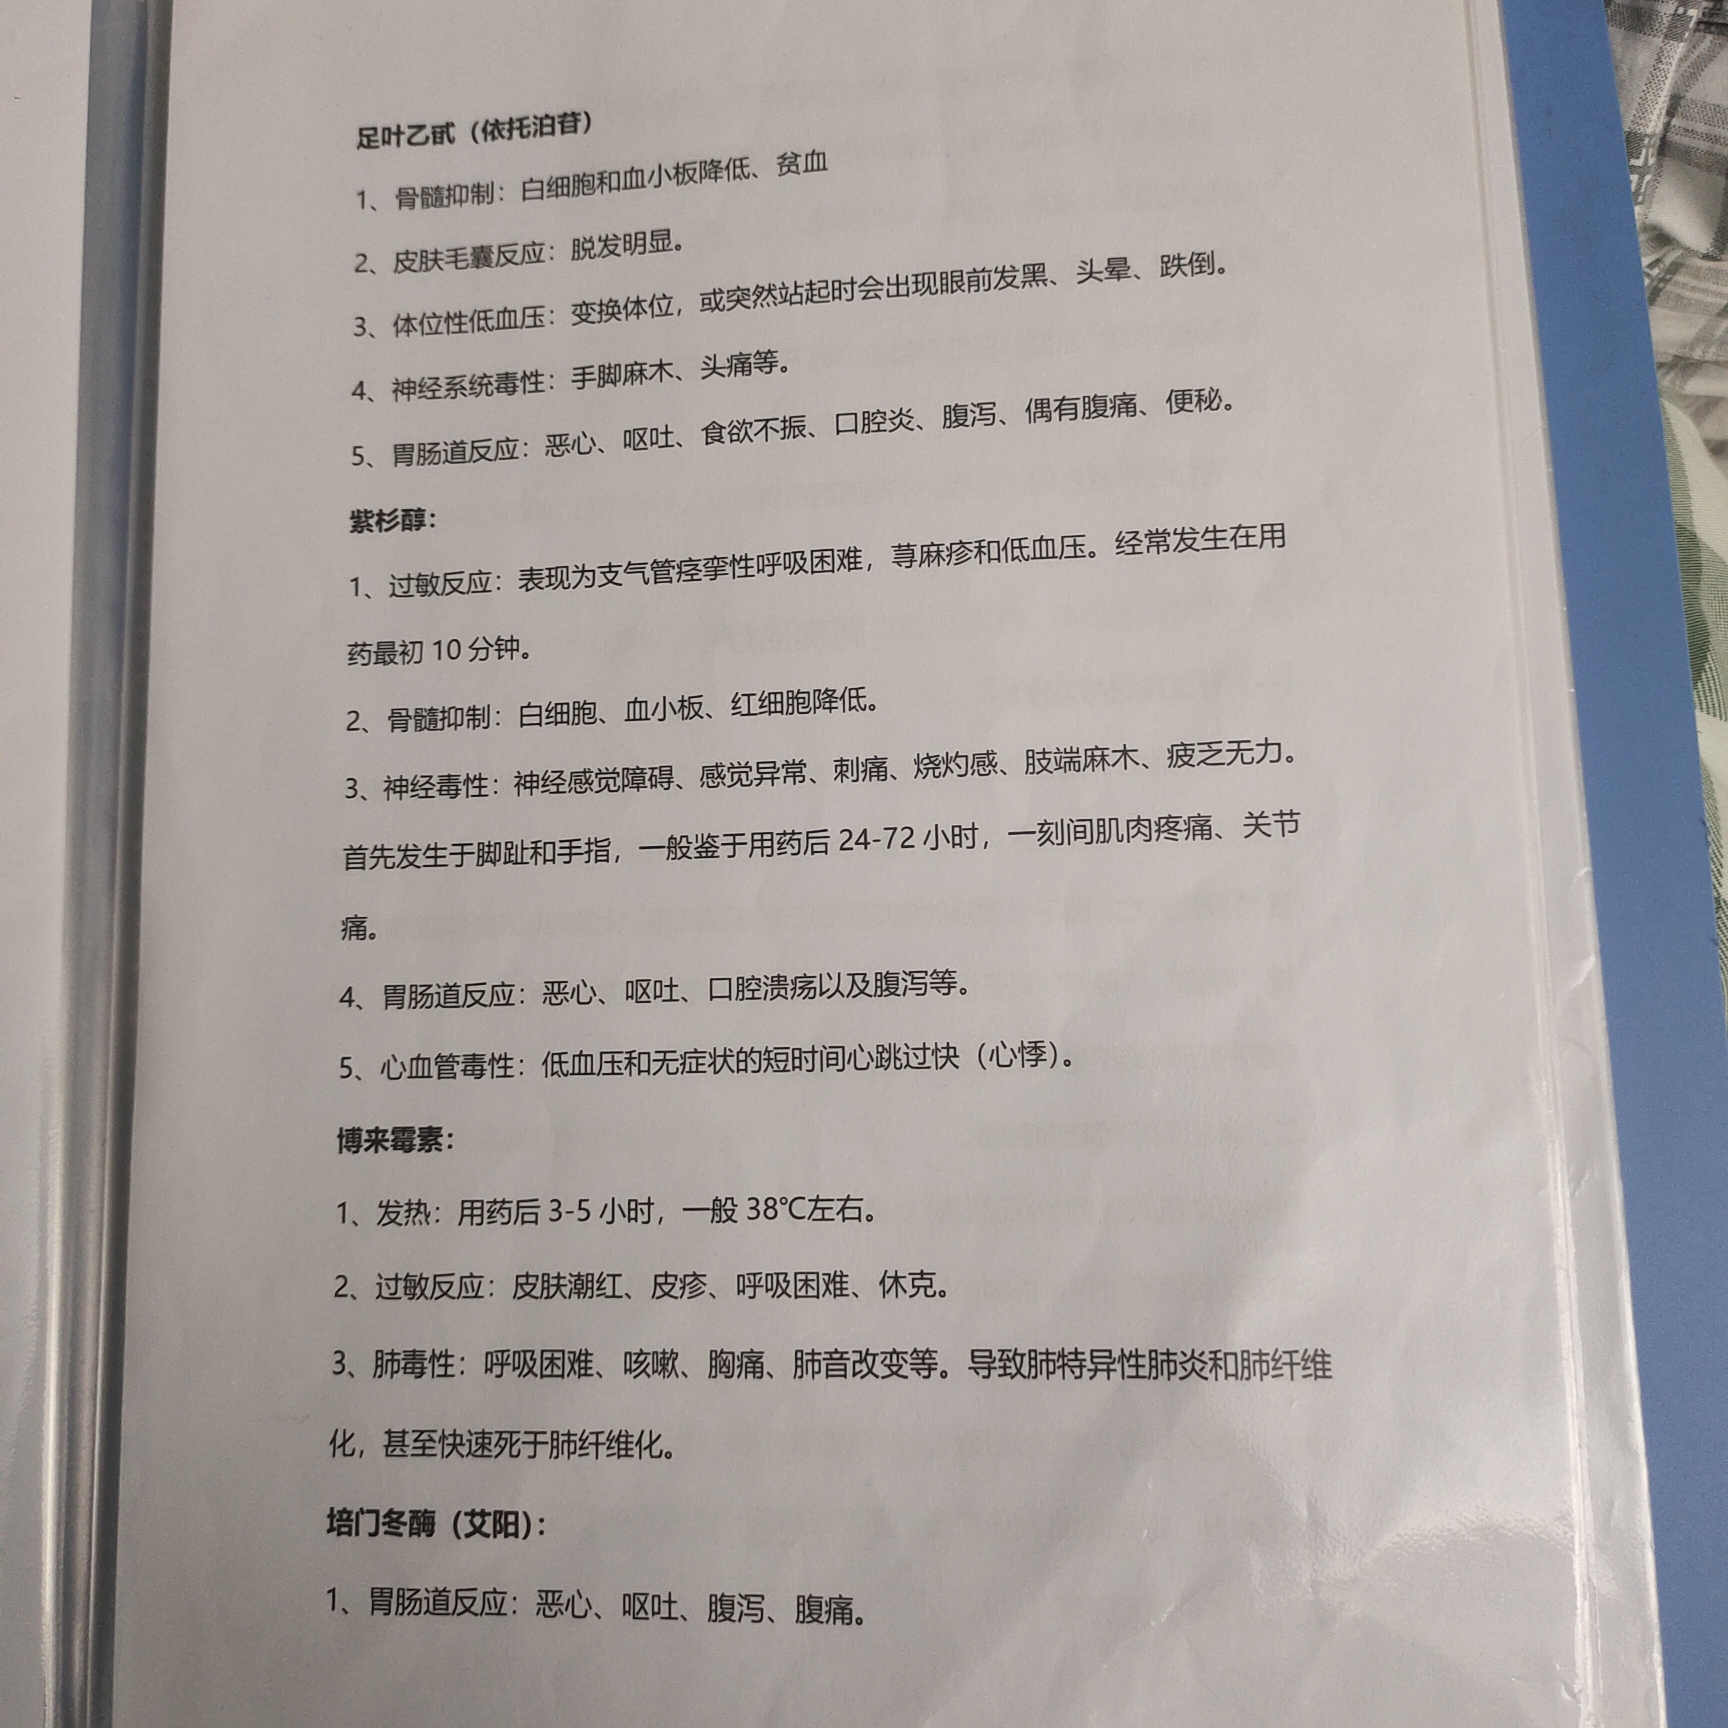 足叶乙甙（依托泊苷）
1、骨髓抑制：白细胞和血小板降低、贫血
2、皮肤毛囊反应：脱发明显。
3、体位性低血压：变换体位，或突然站起时会出现眼前发黑、头晕、跌倒。
4、神经系统毒性：手脚麻木、头痛等。
5、胃肠道反应：恶心、呕吐、食欲不振、口腔炎、腹泻、偶有腹痛、便秘。
紫杉醇：
1、过敏反应：表现为支气管痉挛性呼吸困难，荨麻疹和低血压。经常发生在用
药最初 10 分钟。
2、骨髓抑制：白细胞、血小板、红细胞降低。
3、神经毒性：神经感觉障碍、感觉异常、刺痛、烧灼感、肢端麻木、疲乏无力。
首先发生于脚趾和手指，一般鉴于用药后 24-72 小时，一刻间肌肉疼痛、关节
痛。
4、胃肠道反应：恶心、呕吐、口腔溃疡以及腹泻等。
5、心血管毒性：低血压和无症状的短时间心跳过快（心悸）。
博来霉素：
1、发热：用药后 3-5 小时，一般 38℃左右。
2、过敏反应：皮肤潮红、皮疹、呼吸困难、休克。
3、肺毒性：呼吸困难、咳嗽、胸痛、肺音改变等。导致肺特异性肺炎和肺纤维
化，甚至快速死于肺纤维化。
培门冬酶（艾阳）：
1、胃肠道反应：恶心、呕吐、腹泻、腹痛。